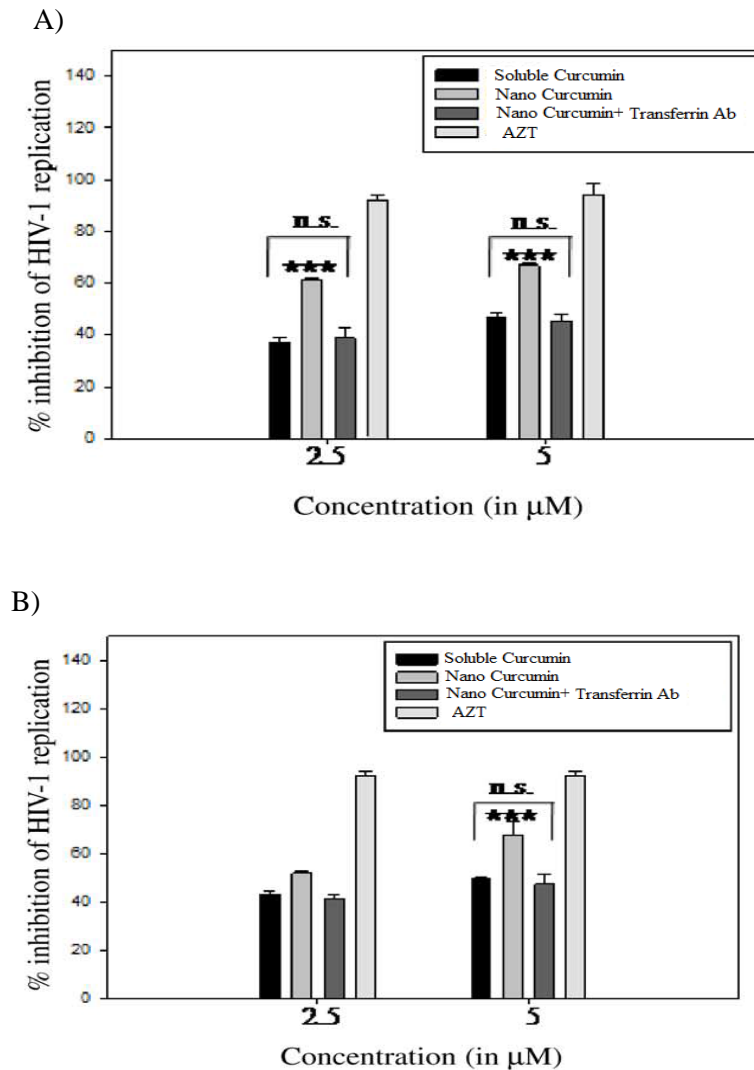 A)
% inhibition of HIV-1 replication
140
120
100
80
60
40
20
0
Soluble Curcumin
Nano Curcumin
Nano Curcumin+ Transferrin Ab
AZT
n.s.
n.s.
***
***
2.5
5
Concentration (in μM)
B)
% inhibition of HIV-1 replication
140
120
100
80
60
40
20
0
Soluble Curcumin
Nano Curcumin
Nano Curcumin+ Transferrin Ab
AZT
n.s.
***
2.5
5
Concentration (in μM)